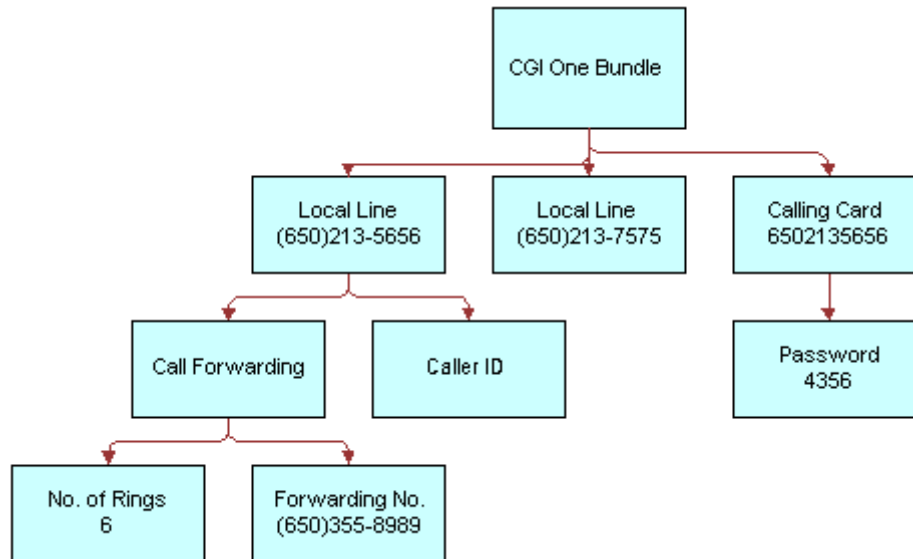 CGI One Bundle
Local Line
(650)213-5656
Local Line
(650)213-7575
Calling Card
6502135656
Call Forwarding
Caller ID
Password
4356
No. of Rings
6
Forwarding No.
(650)355-8989